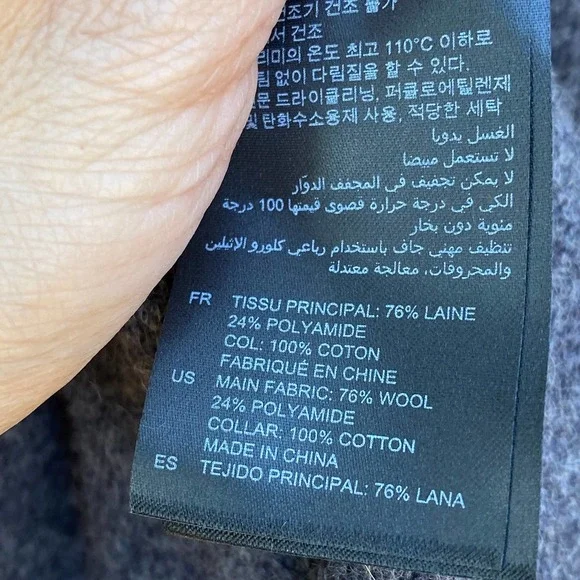 건조기 건조 불가
서 건조
리미의 온도 최고 110°C 이하로
팀 없이 다림질을 할 수 있다.
문 드라이클리닝, 퍼클로에틸렌제
및 탄화수소용제 사용, 적당한 세탁
الغسل يدويا
لا تستعمل مبيضا
لا يمكن تجفيف في المجفف الدوّار
الكي في درجة حرارة قصوى قيمتها 100 درجة
مئوية دون بخار
تنظيف مهني جاف باستخدام رباعي كلورو الإثيلين
والمحروقات، معالجة معتدلة
FR TISSU PRINCIPAL: 76% LAINE
24% POLYAMIDE
COL: 100% COTON
FABRIQUÉ EN CHINE
US MAIN FABRIC: 76% WOOL
24% POLYAMIDE
COLLAR: 100% COTTON
MADE IN CHINA
ES TEJIDO PRINCIPAL: 76% LANA